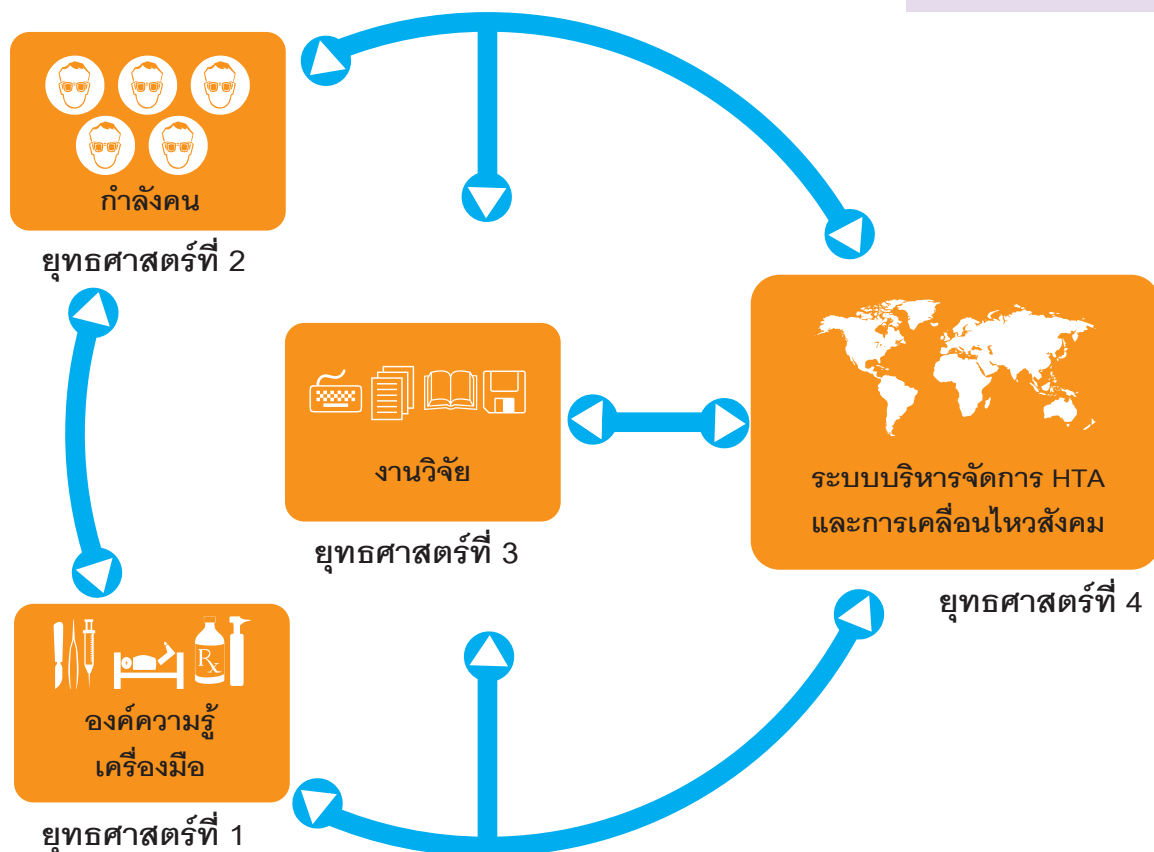 กำลังคน
ยุทธศาสตร์ที่ 2
งานวิจัย
ยุทธศาสตร์ที่ 3
ระบบบริหารจัดการ HTA
และการเคลื่อนไหวสังคม
ยุทธศาสตร์ที่ 4
Rx
องค์ความรู้
เครื่องมือ
ยุทธศาสตร์ที่ 1